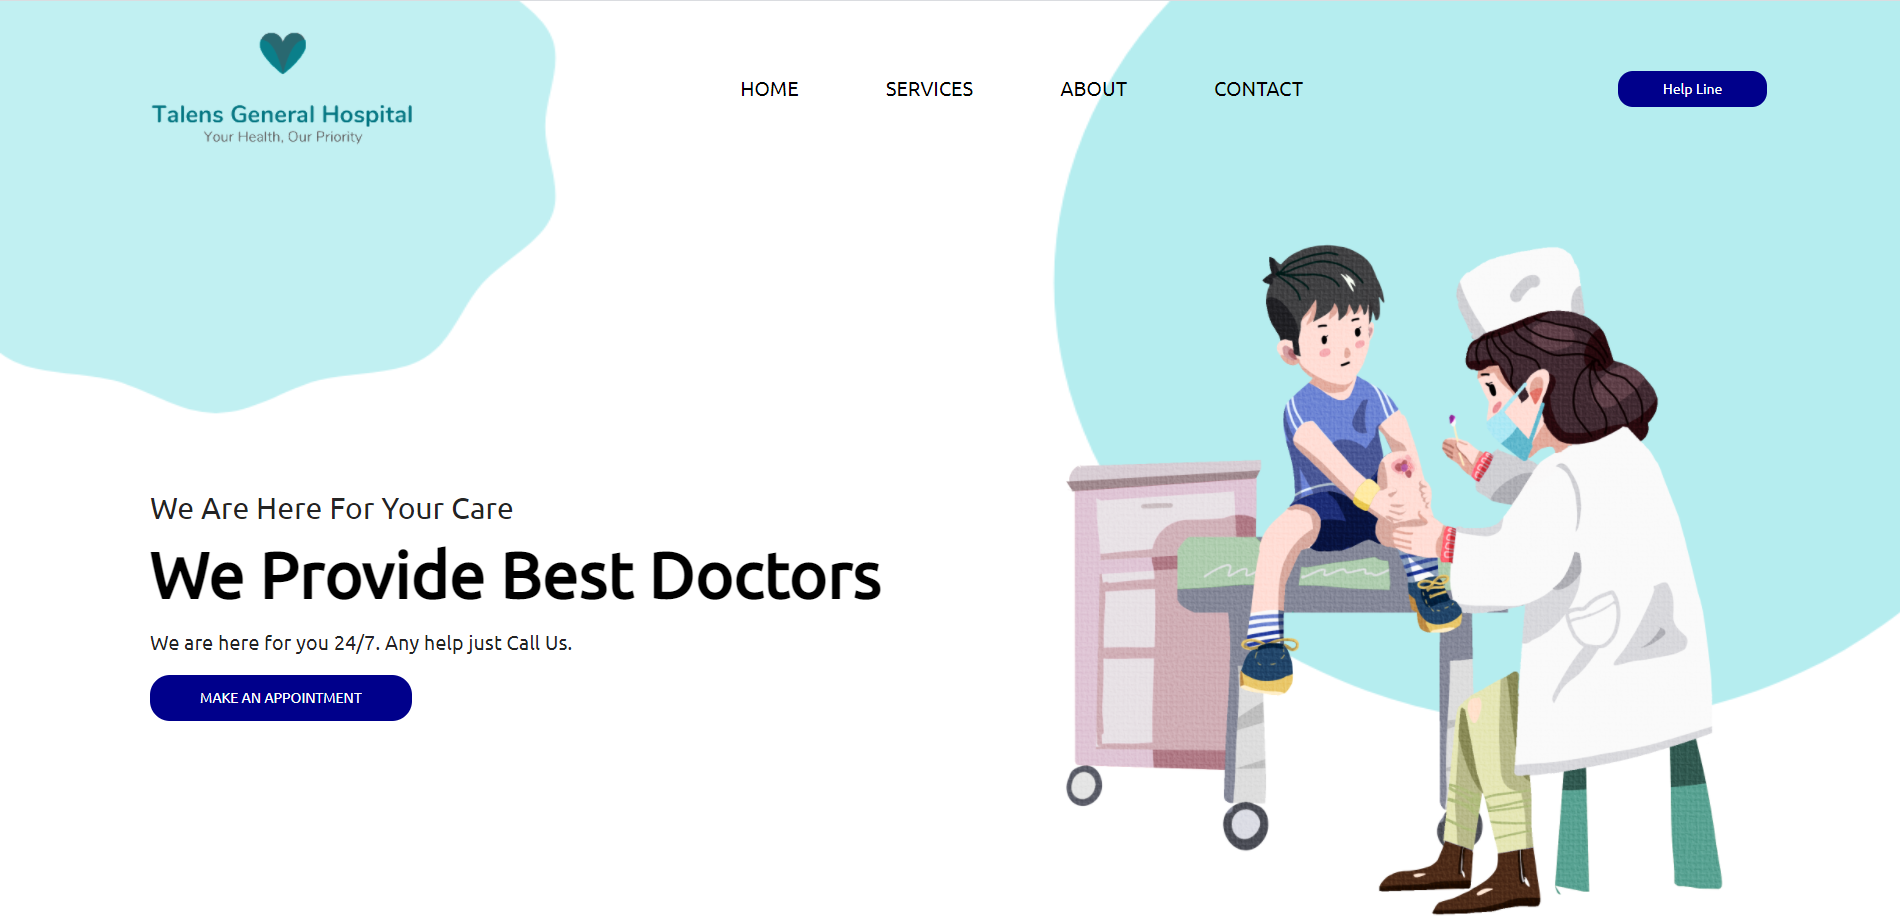 Talens General Hospital
Your Health, Our Priority
HOME
SERVICES
ABOUT
CONTACT
Help Line
We Are Here For Your Care
We Provide Best Doctors
We are here for you 24/7. Any help just Call Us.
MAKE AN APPOINTMENT